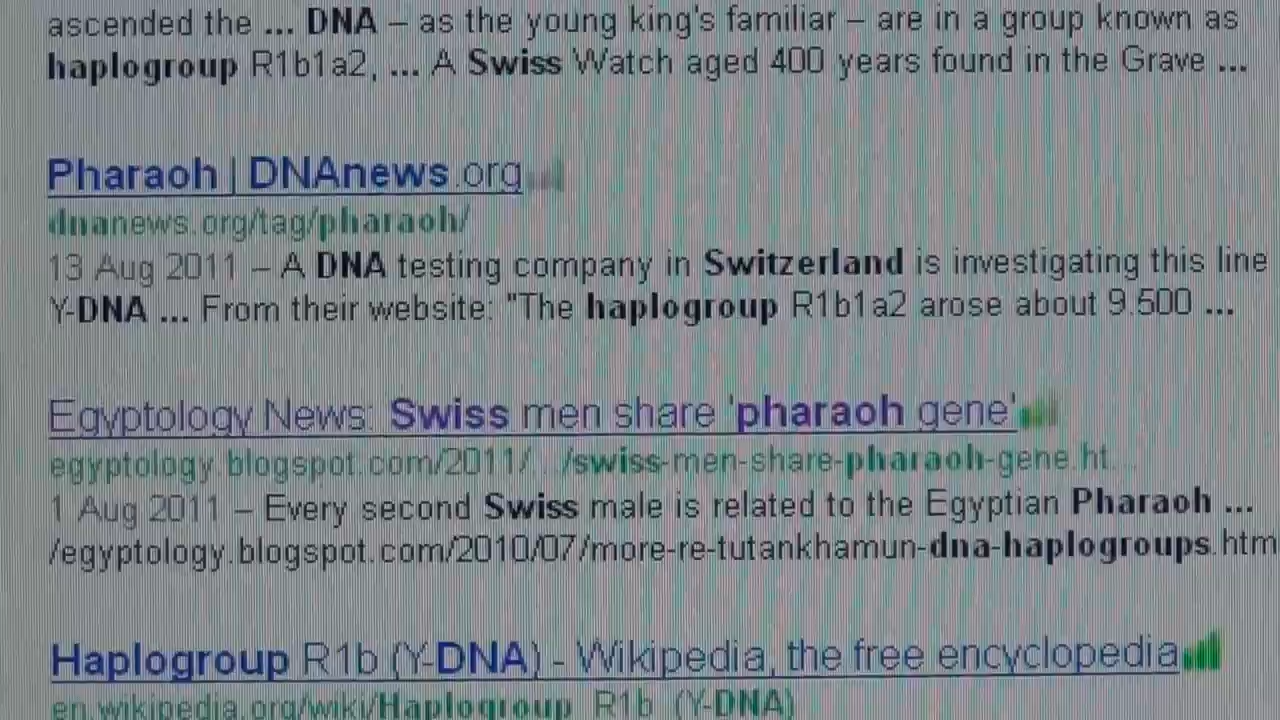 ascended the ... DNA – as the young king's familiar – are in a group known as
haplogroup R1b1a2, ... A Swiss Watch aged 400 years found in the Grave ...
Pharaoh | DNAnews.org
dnanews.org/tag/pharaoh/
13 Aug 2011 – A DNA testing company in Switzerland is investigating this line
Y-DNA ... From their website: "The haplogroup R1b1a2 arose about 9.500 ...
Egyptology News: Swiss men share 'pharaoh gene'
egyptology.blogspot.com/2011/.../swiss-men-share-pharaoh-gene.ht...
1 Aug 2011 – Every second Swiss male is related to the Egyptian Pharaoh ...
/egyptology.blogspot.com/2010/07/more-re-tutankhamun-dna-haplogroups.htm
Haplogroup R1b (Y-DNA) - Wikipedia, the free encyclopedia
en.wikipedia.org/wiki/Haplogroup_R1b_(Y-DNA)